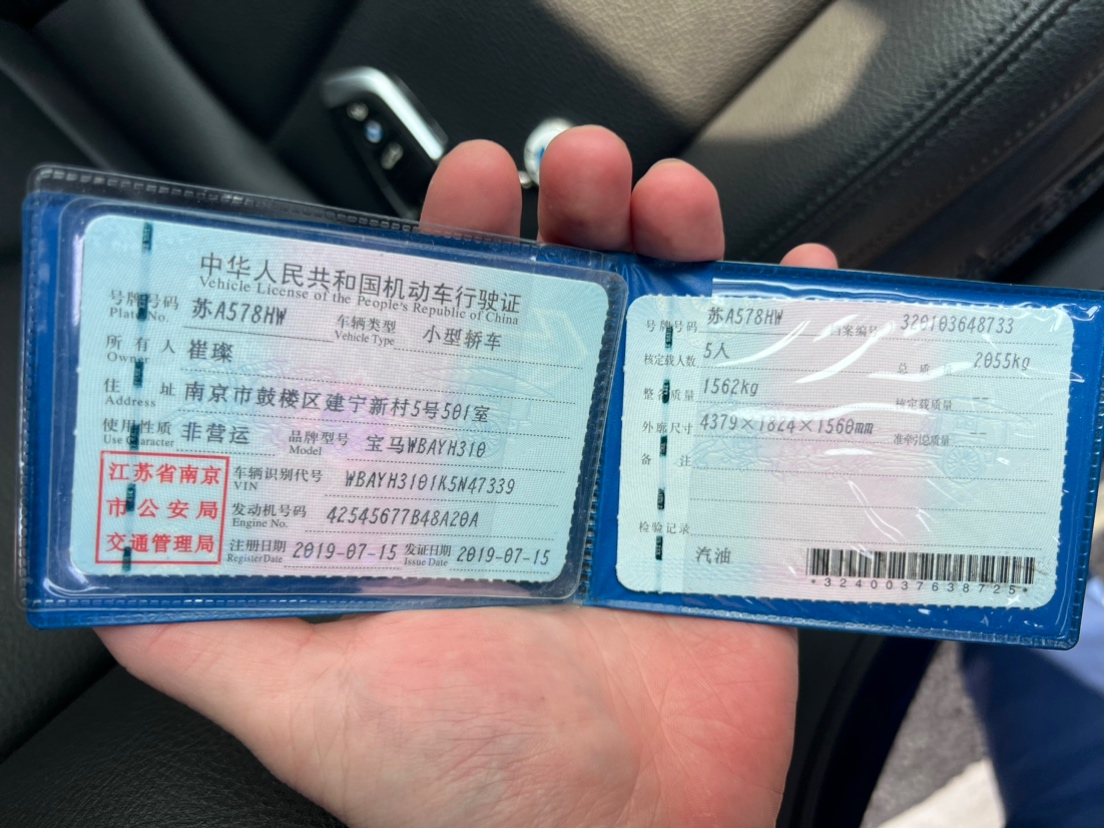 中华人民共和国机动车行驶证
Vehicle License of the People's Republic of China
号牌号码 苏A578HW 车辆类型 小型轿车
Plate No. Vehicle Type
所有人 崔璨
Owner
住址 南京市鼓楼区建宁新村5号501室
Address
使用性质 非营运 品牌型号 宝马WBAYH310
Use Character Model
江苏省南京
市公安局
交通管理局
车辆识别代号 WBAYH3101K5N47339
VIN
发动机号码 42545677B48A20A
Engine No.
注册日期 2019-07-15 发证日期 2019-07-15
Register Date Issue Date
号牌号码 苏A578HW 档案编号 320103648733
核定载人数 5人 总质量 2055kg
整备质量 1562kg 核定载质量 --
外廓尺寸 4379×1824×1560mm 准牵引总质量 --
备注
检验记录
汽油
*3240037638725*